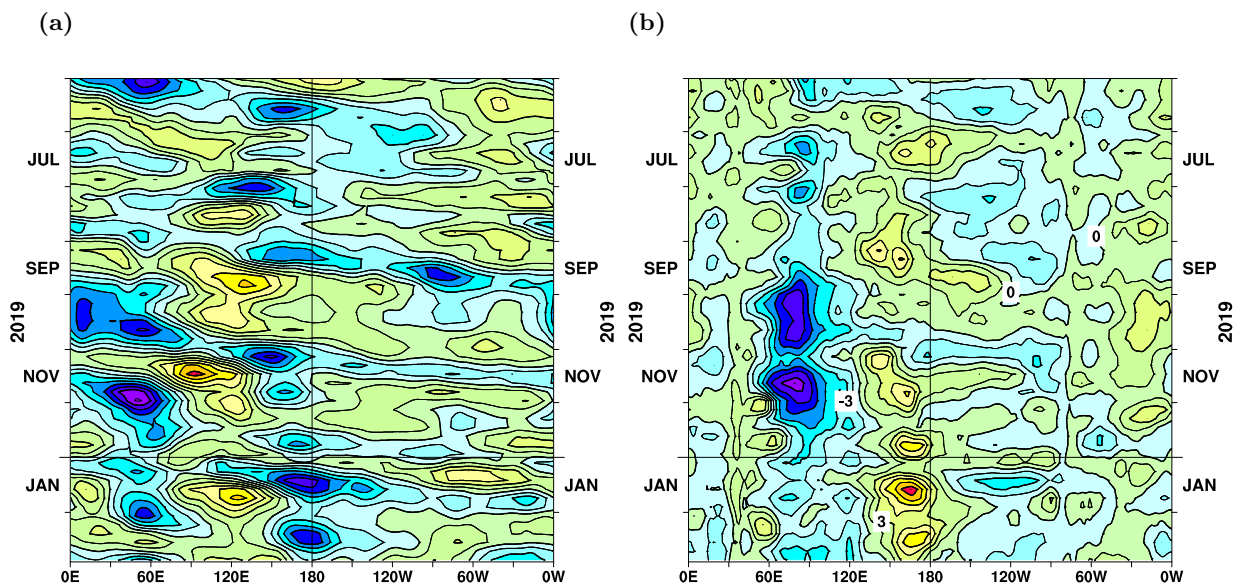 (a) (b)
JUL JUL JUL JUL
0
SEP SEP SEP SEP
0
2019 2019 2019 2019
NOV NOV NOV NOV
-3
JAN JAN JAN JAN
3
0E 60E 120E 180 120W 60W 0W 0E 60E 120E 180 120W 60W 0W